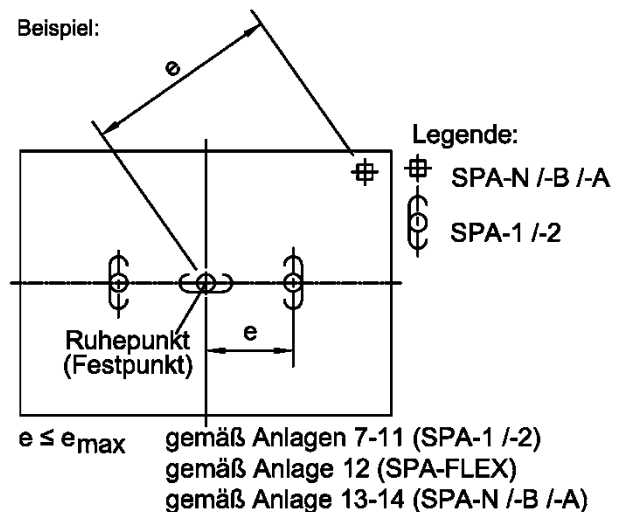 Beispiel:
e
Legende:
SPA-N /-B /-A
SPA-1 /-2
Ruhepunkt
(Festpunkt)
e
e ≤ emax gemäß Anlagen 7-11 (SPA-1 /-2)
gemäß Anlage 12 (SPA-FLEX)
gemäß Anlage 13-14 (SPA-N /-B /-A)